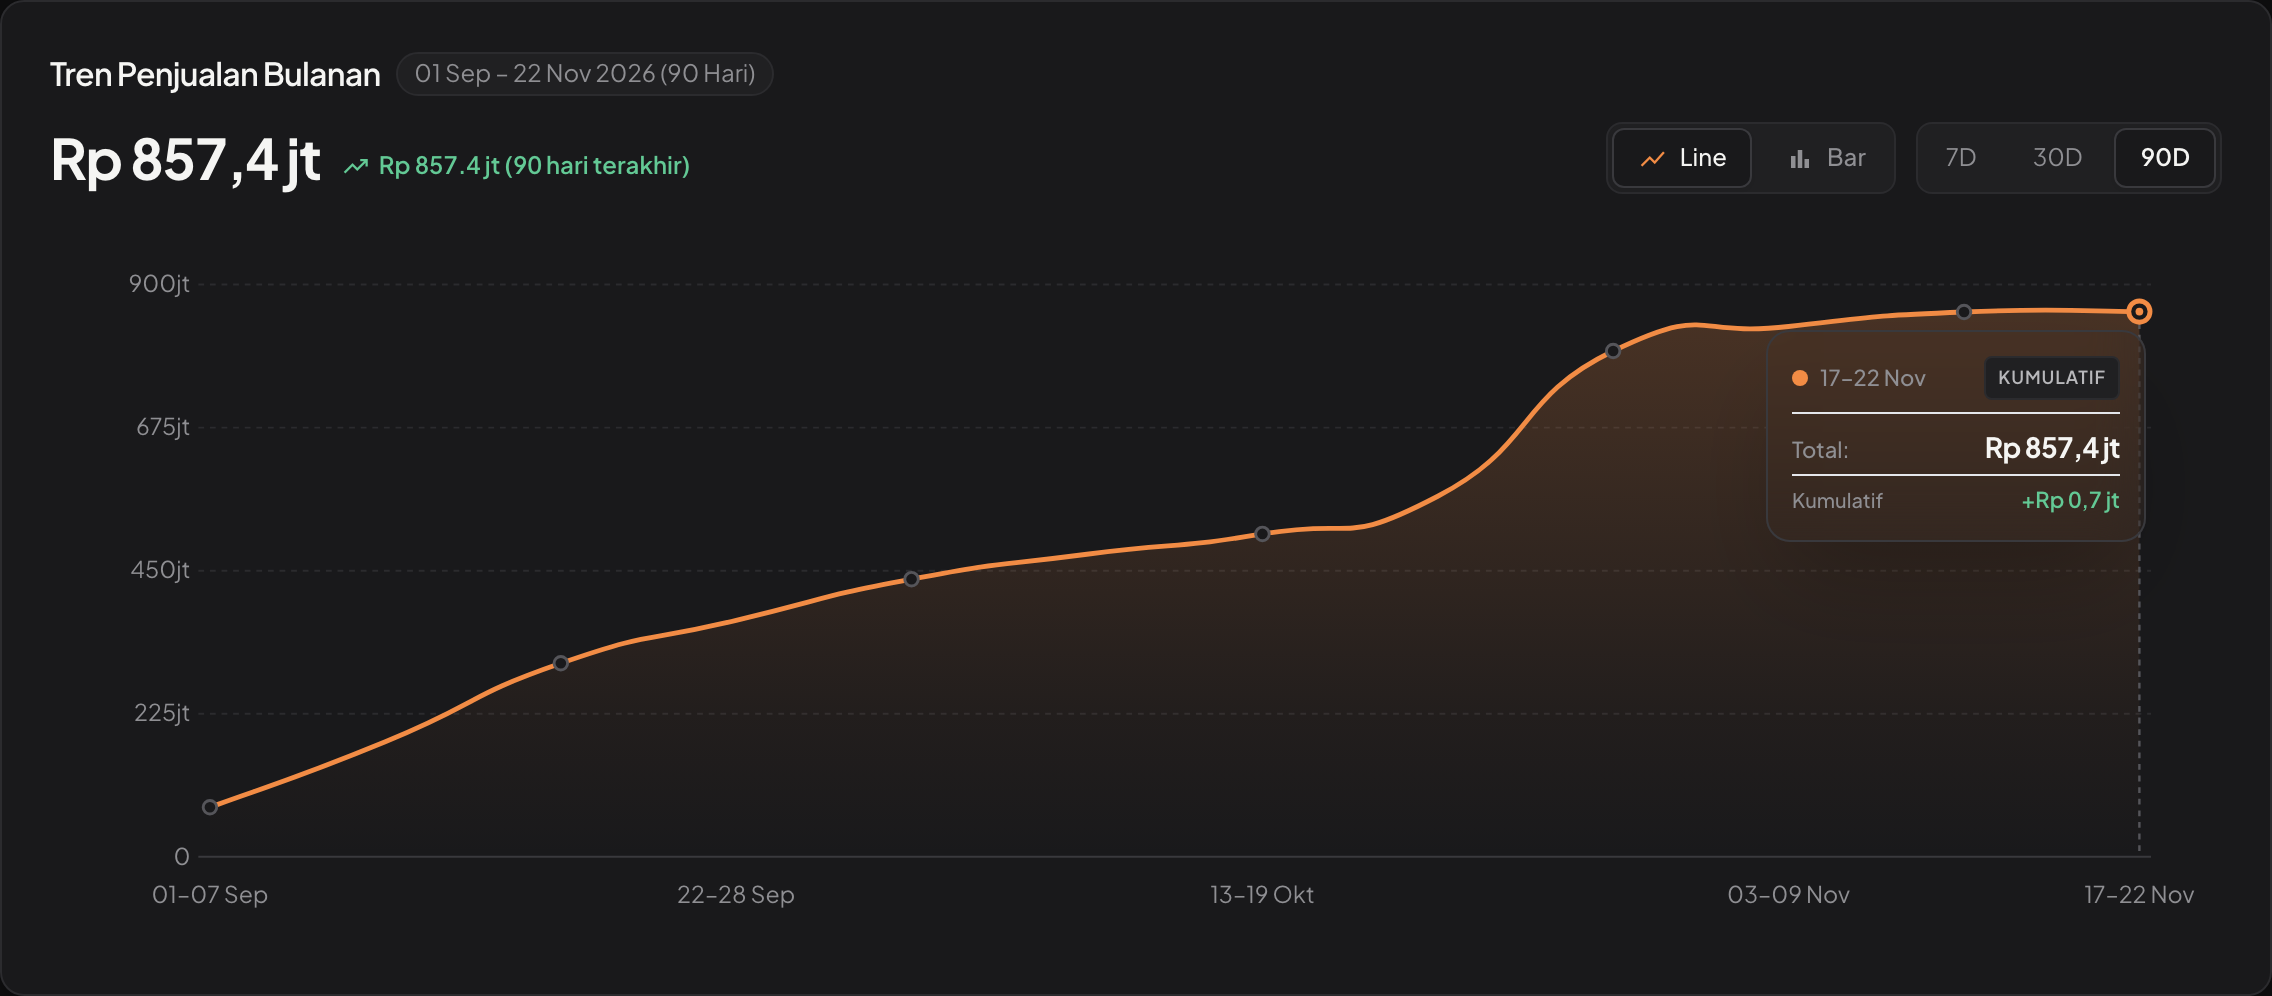 Tren Penjualan Bulanan
01 Sep – 22 Nov 2026 (90 Hari)
Rp 857,4 jt
Rp 857.4 jt (90 hari terakhir)
Line
Bar
7D
30D
90D
900jt
675jt
450jt
225jt
0
17–22 Nov
KUMULATIF
Total:
Rp 857,4 jt
Kumulatif
+Rp 0,7 jt
01–07 Sep
22–28 Sep
13–19 Okt
03–09 Nov
17–22 Nov